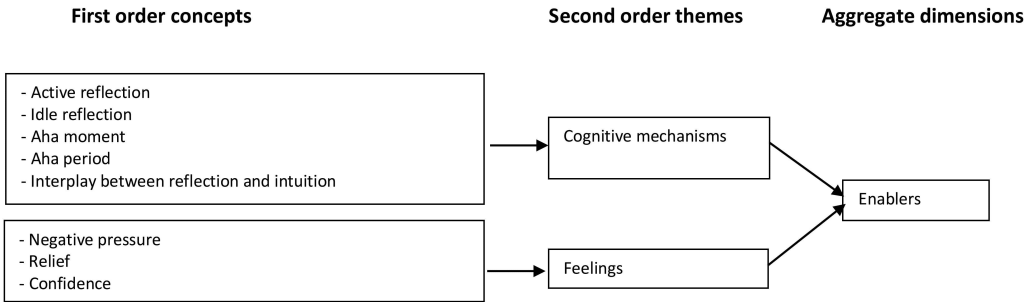 First order concepts
Second order themes
Aggregate dimensions
- Active reflection
- Idle reflection
- Aha moment
- Aha period
- Interplay between reflection and intuition
Cognitive mechanisms
Enablers
- Negative pressure
- Relief
- Confidence
Feelings